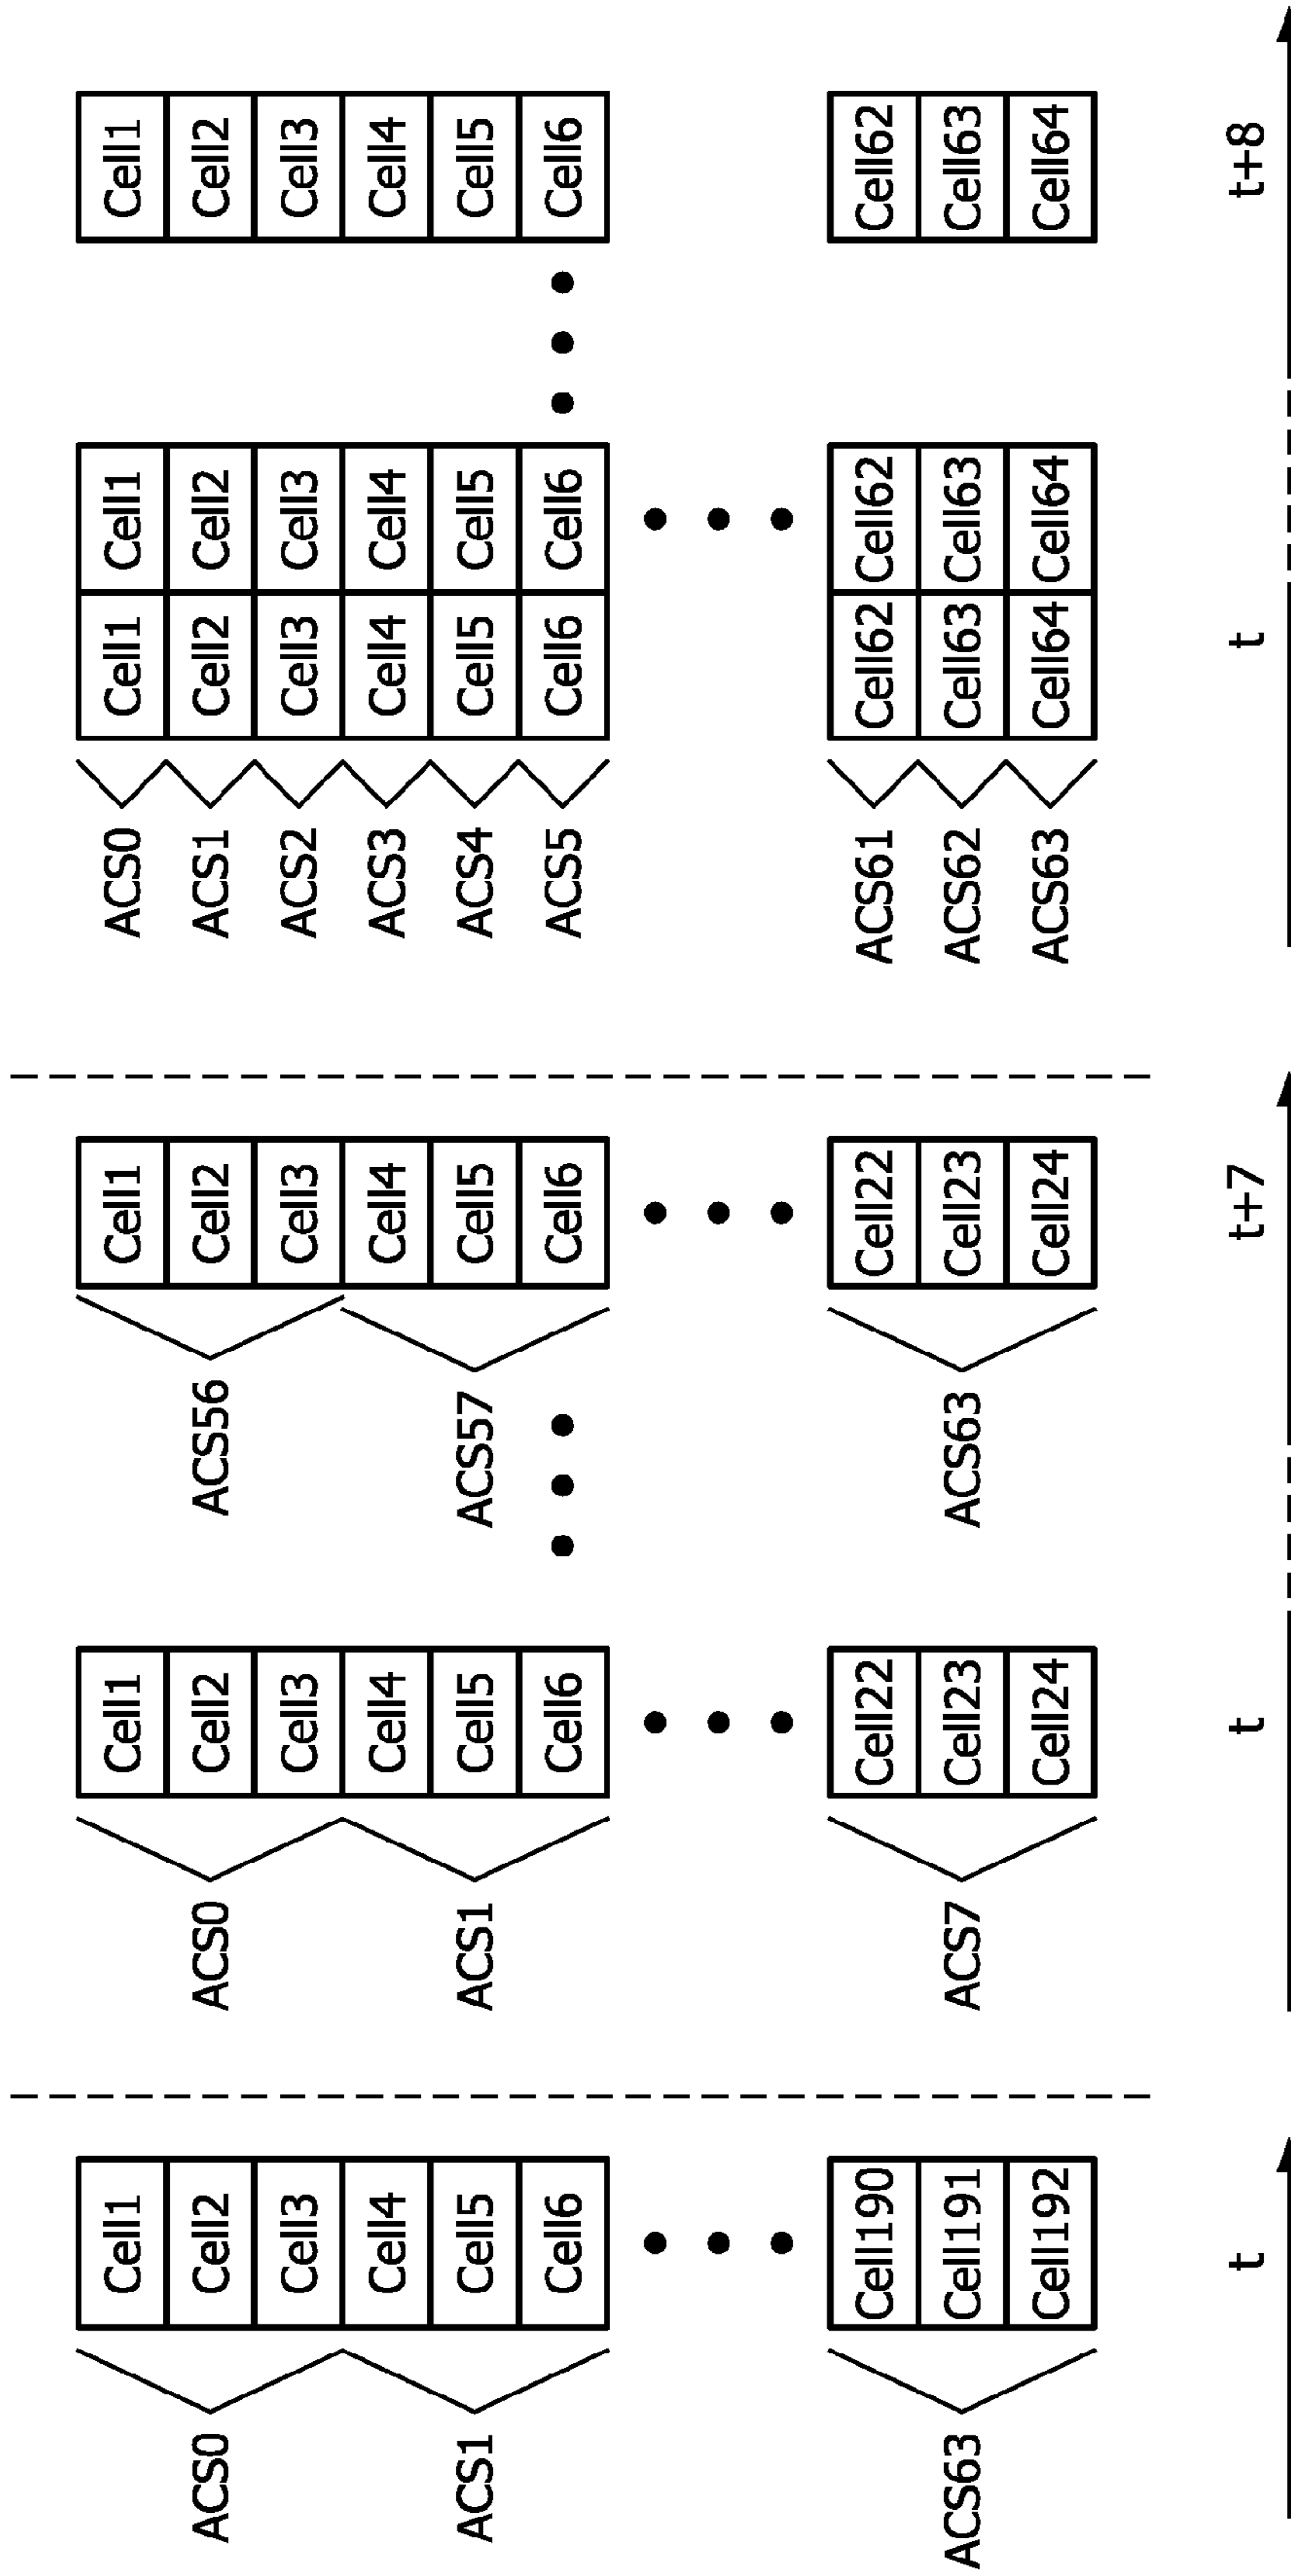 ACS0
ACS1
ACS63
Cell1
Cell2
Cell3
Cell4
Cell5
Cell6
Cell190
Cell191
Cell192
t
ACS0
ACS1
ACS7
Cell1
Cell2
Cell3
Cell4
Cell5
Cell6
Cell22
Cell23
Cell24
t
ACS56
ACS57
ACS63
Cell1
Cell2
Cell3
Cell4
Cell5
Cell6
Cell22
Cell23
Cell24
t+7
ACS0
ACS1
ACS2
ACS3
ACS4
ACS5
ACS61
ACS62
ACS63
Cell1 Cell1
Cell2 Cell2
Cell3 Cell3
Cell4 Cell4
Cell5 Cell5
Cell6 Cell6
Cell62 Cell62
Cell63 Cell63
Cell64 Cell64
t
Cell1
Cell2
Cell3
Cell4
Cell5
Cell6
Cell62
Cell63
Cell64
t+8